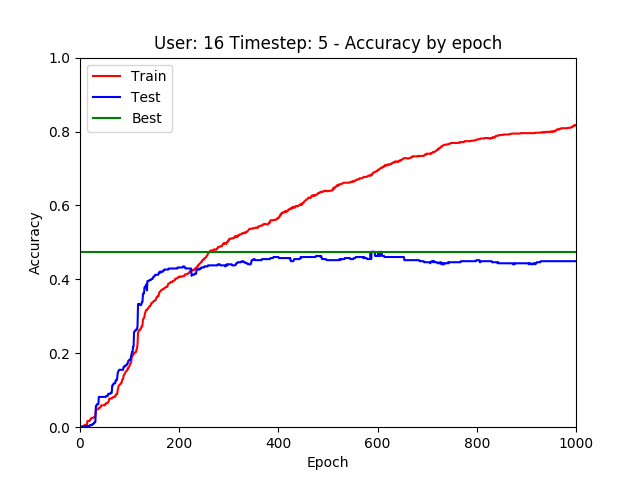 User: 16 Timestep: 5 - Accuracy by epoch
1.0
0.8
0.6
0.4
0.2
0.0
Accuracy
Train
Test
Best
0 200 400 600 800 1000
Epoch